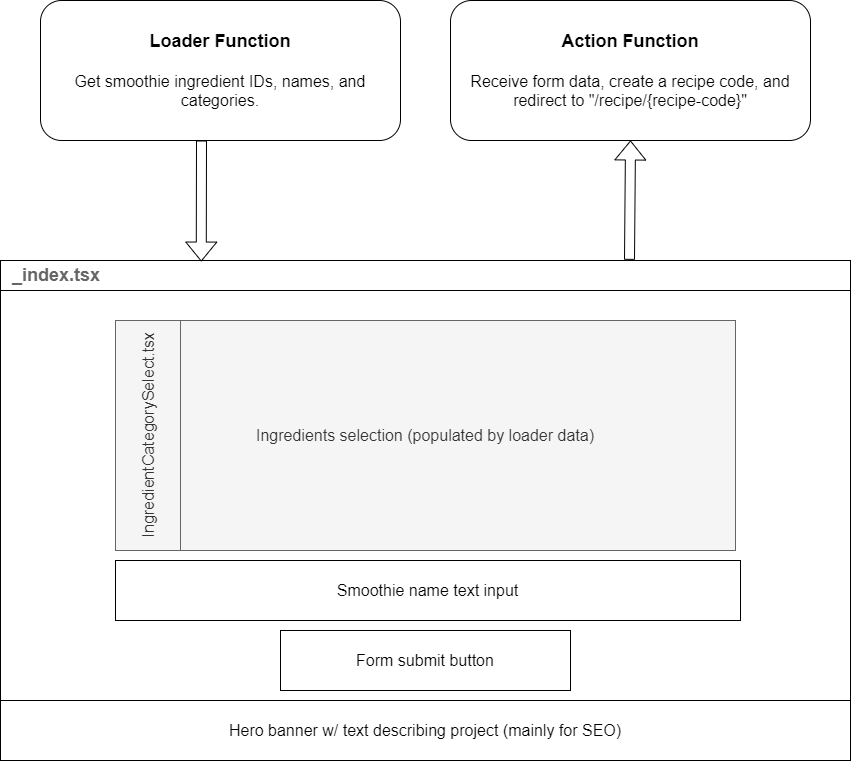 Loader Function
Get smoothie ingredient IDs, names, and
categories.
Action Function
Receive form data, create a recipe code, and
redirect to "/recipe/{recipe-code}"
_index.tsx
IngredientCategorySelect.tsx
Ingredients selection (populated by loader data)
Smoothie name text input
Form submit button
Hero banner w/ text describing project (mainly for SEO)